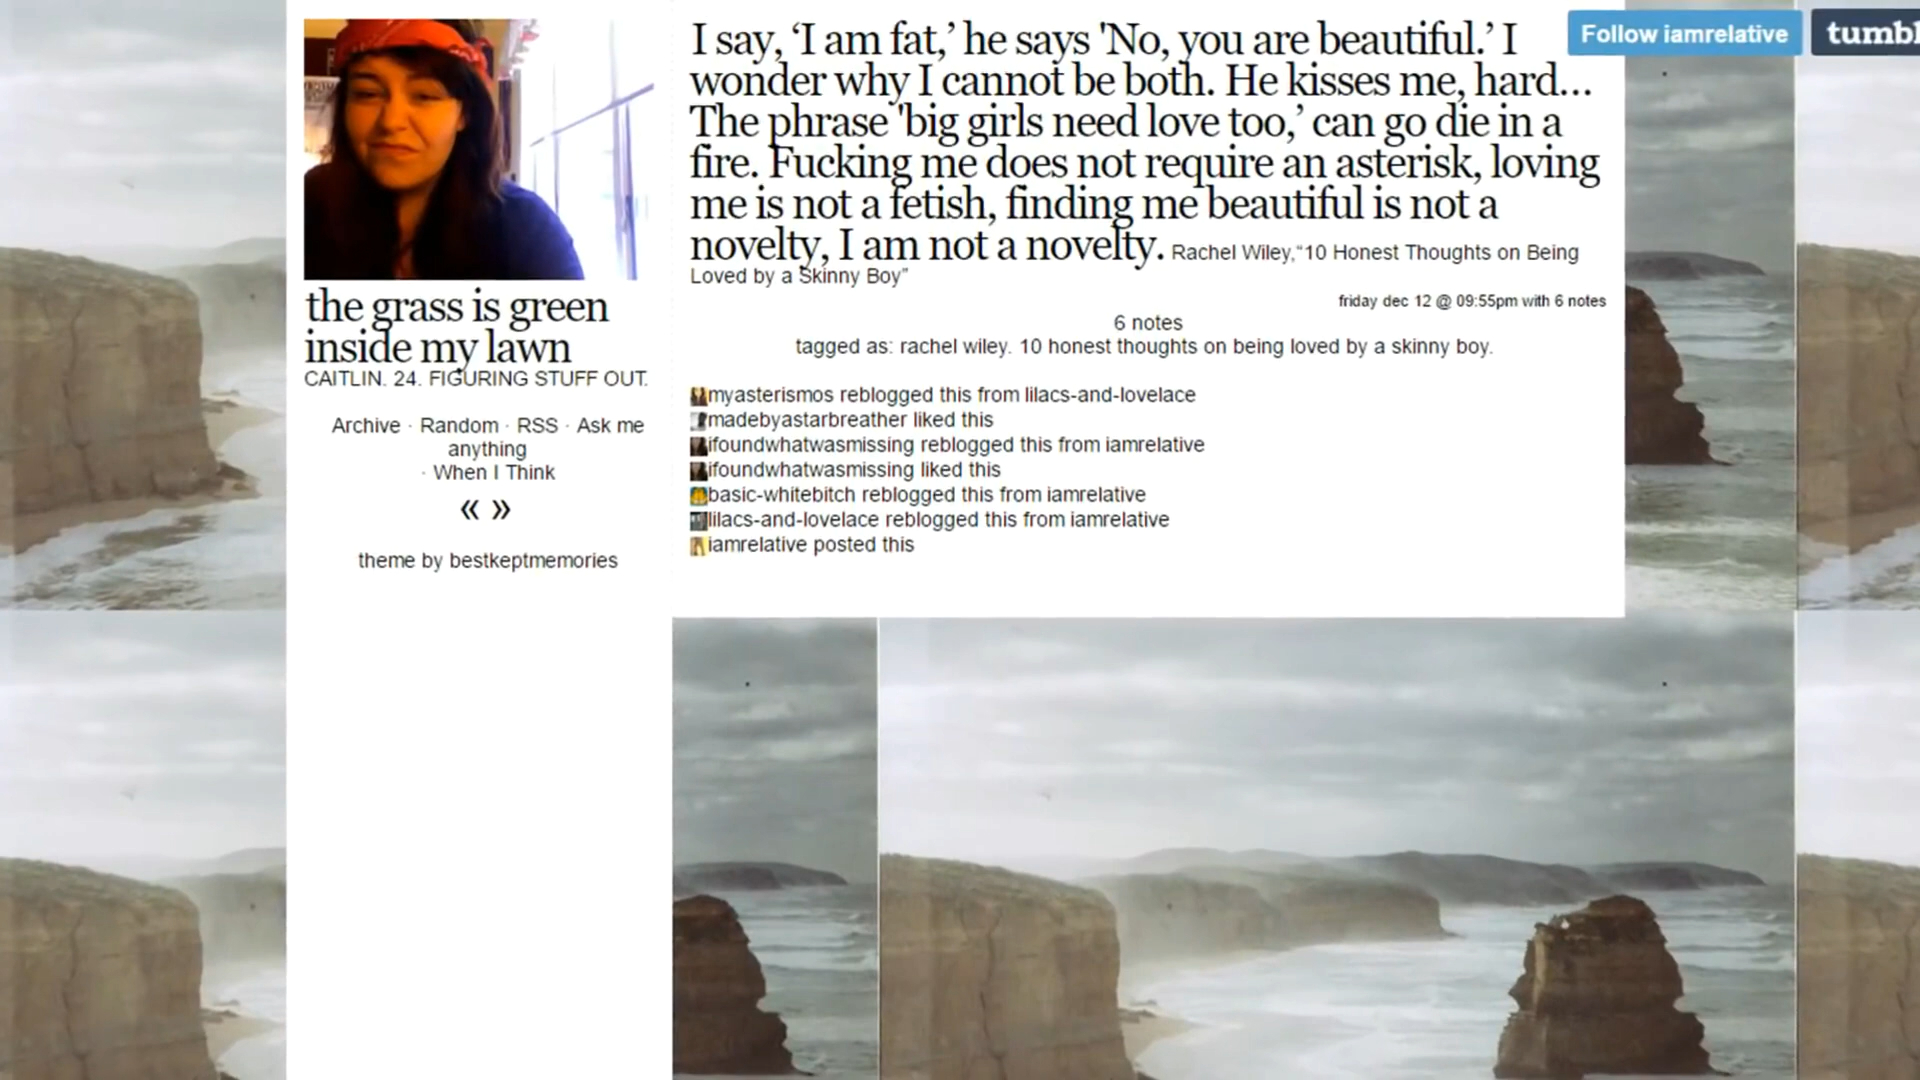 the grass is green
inside my lawn
CAITLIN. 24. FIGURING STUFF OUT.
Archive · Random · RSS · Ask me
anything
· When I Think
« »
theme by bestkeptmemories
I say, ‘I am fat,’ he says 'No, you are beautiful.’ I
wonder why I cannot be both. He kisses me, hard…
The phrase 'big girls need love too,’ can go die in a
fire. Fucking me does not require an asterisk, loving
me is not a fetish, finding me beautiful is not a
novelty, I am not a novelty. Rachel Wiley,“10 Honest Thoughts on Being
Loved by a Skinny Boy”
friday dec 12 @ 09:55pm with 6 notes
6 notes
tagged as: rachel wiley. 10 honest thoughts on being loved by a skinny boy.
myasterismos reblogged this from lilacs-and-lovelace
madebyastarbreather liked this
ifoundwhatwasmissing reblogged this from iamrelative
ifoundwhatwasmissing liked this
basic-whitebitch reblogged this from iamrelative
lilacs-and-lovelace reblogged this from iamrelative
iamrelative posted this
Follow iamrelative